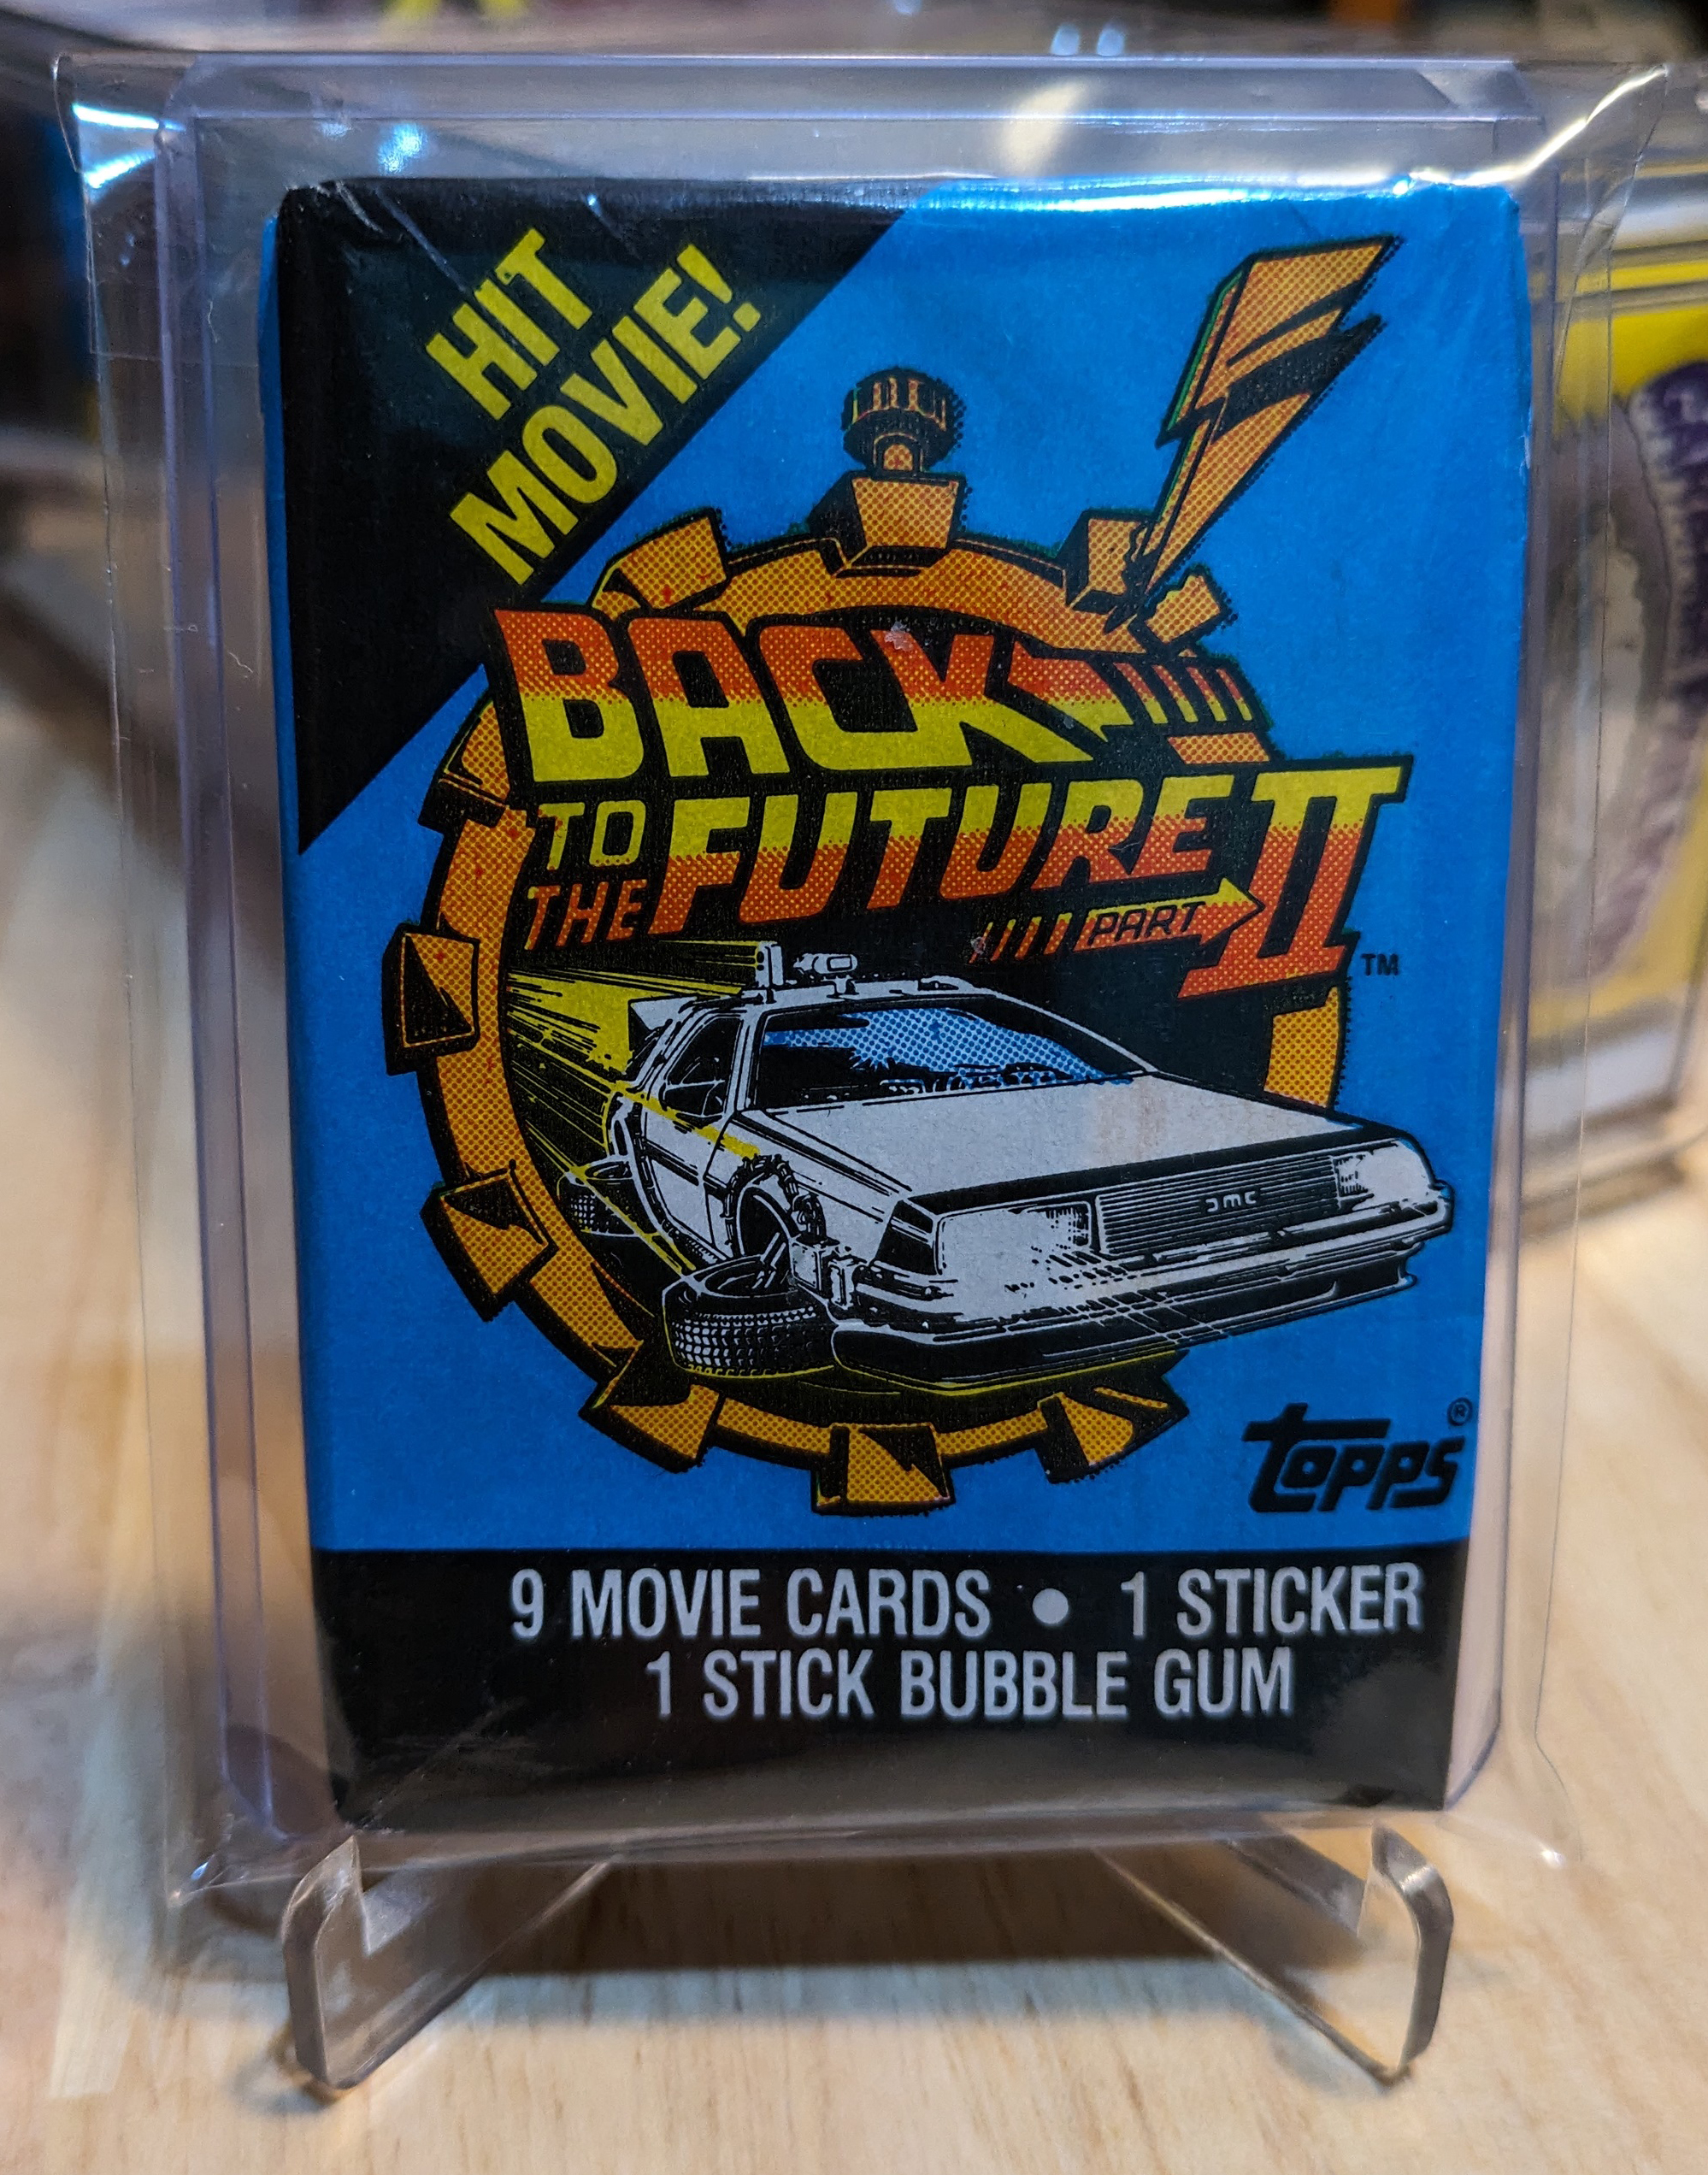 HIT
MOVIE!
BACK
TO THE FUTURE II
PART
TM
DMC
topps®
9 MOVIE CARDS • 1 STICKER
1 STICK BUBBLE GUM